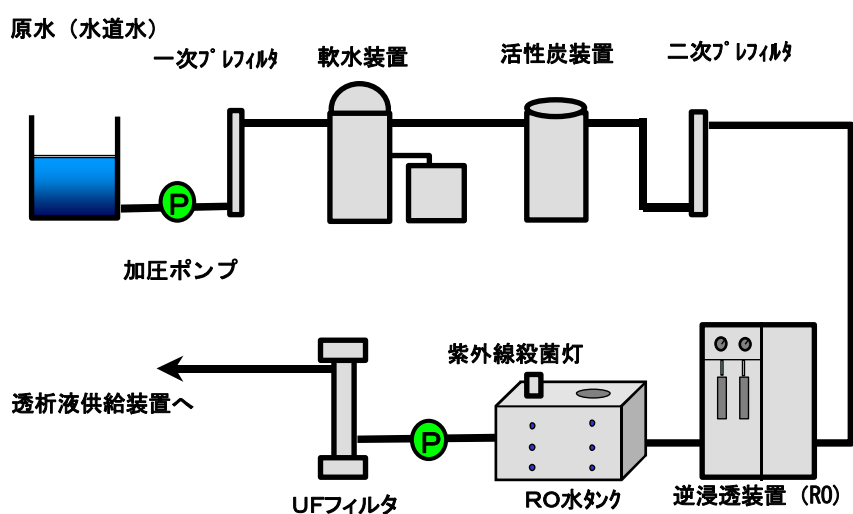 原水（水道水）
一次プレフィルタ
軟水装置
活性炭装置
二次プレフィルタ
P
加圧ポンプ
紫外線殺菌灯
透析液供給装置へ
P
UFフィルタ
RO水タンク
逆浸透装置（RO）